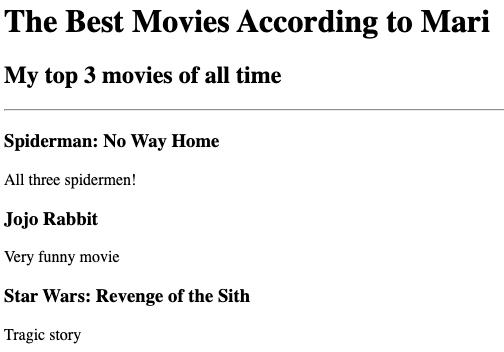 The Best Movies According to Mari
My top 3 movies of all time
Spiderman: No Way Home
All three spidermen!
Jojo Rabbit
Very funny movie
Star Wars: Revenge of the Sith
Tragic story